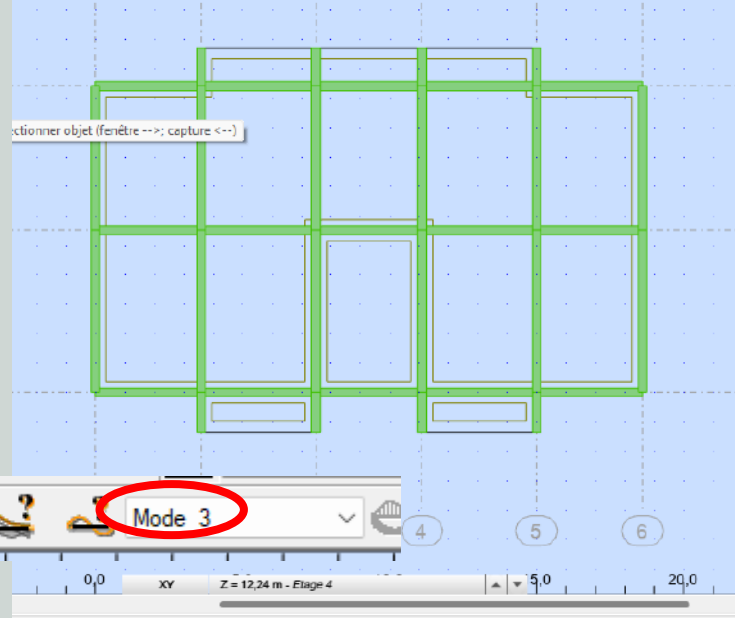 ectionner objet (fenêtre -->; capture <--)
? ? Mode 3
4 5 6
0,0 XY Z = 12,24 m - Etage 4 5,0 20,0